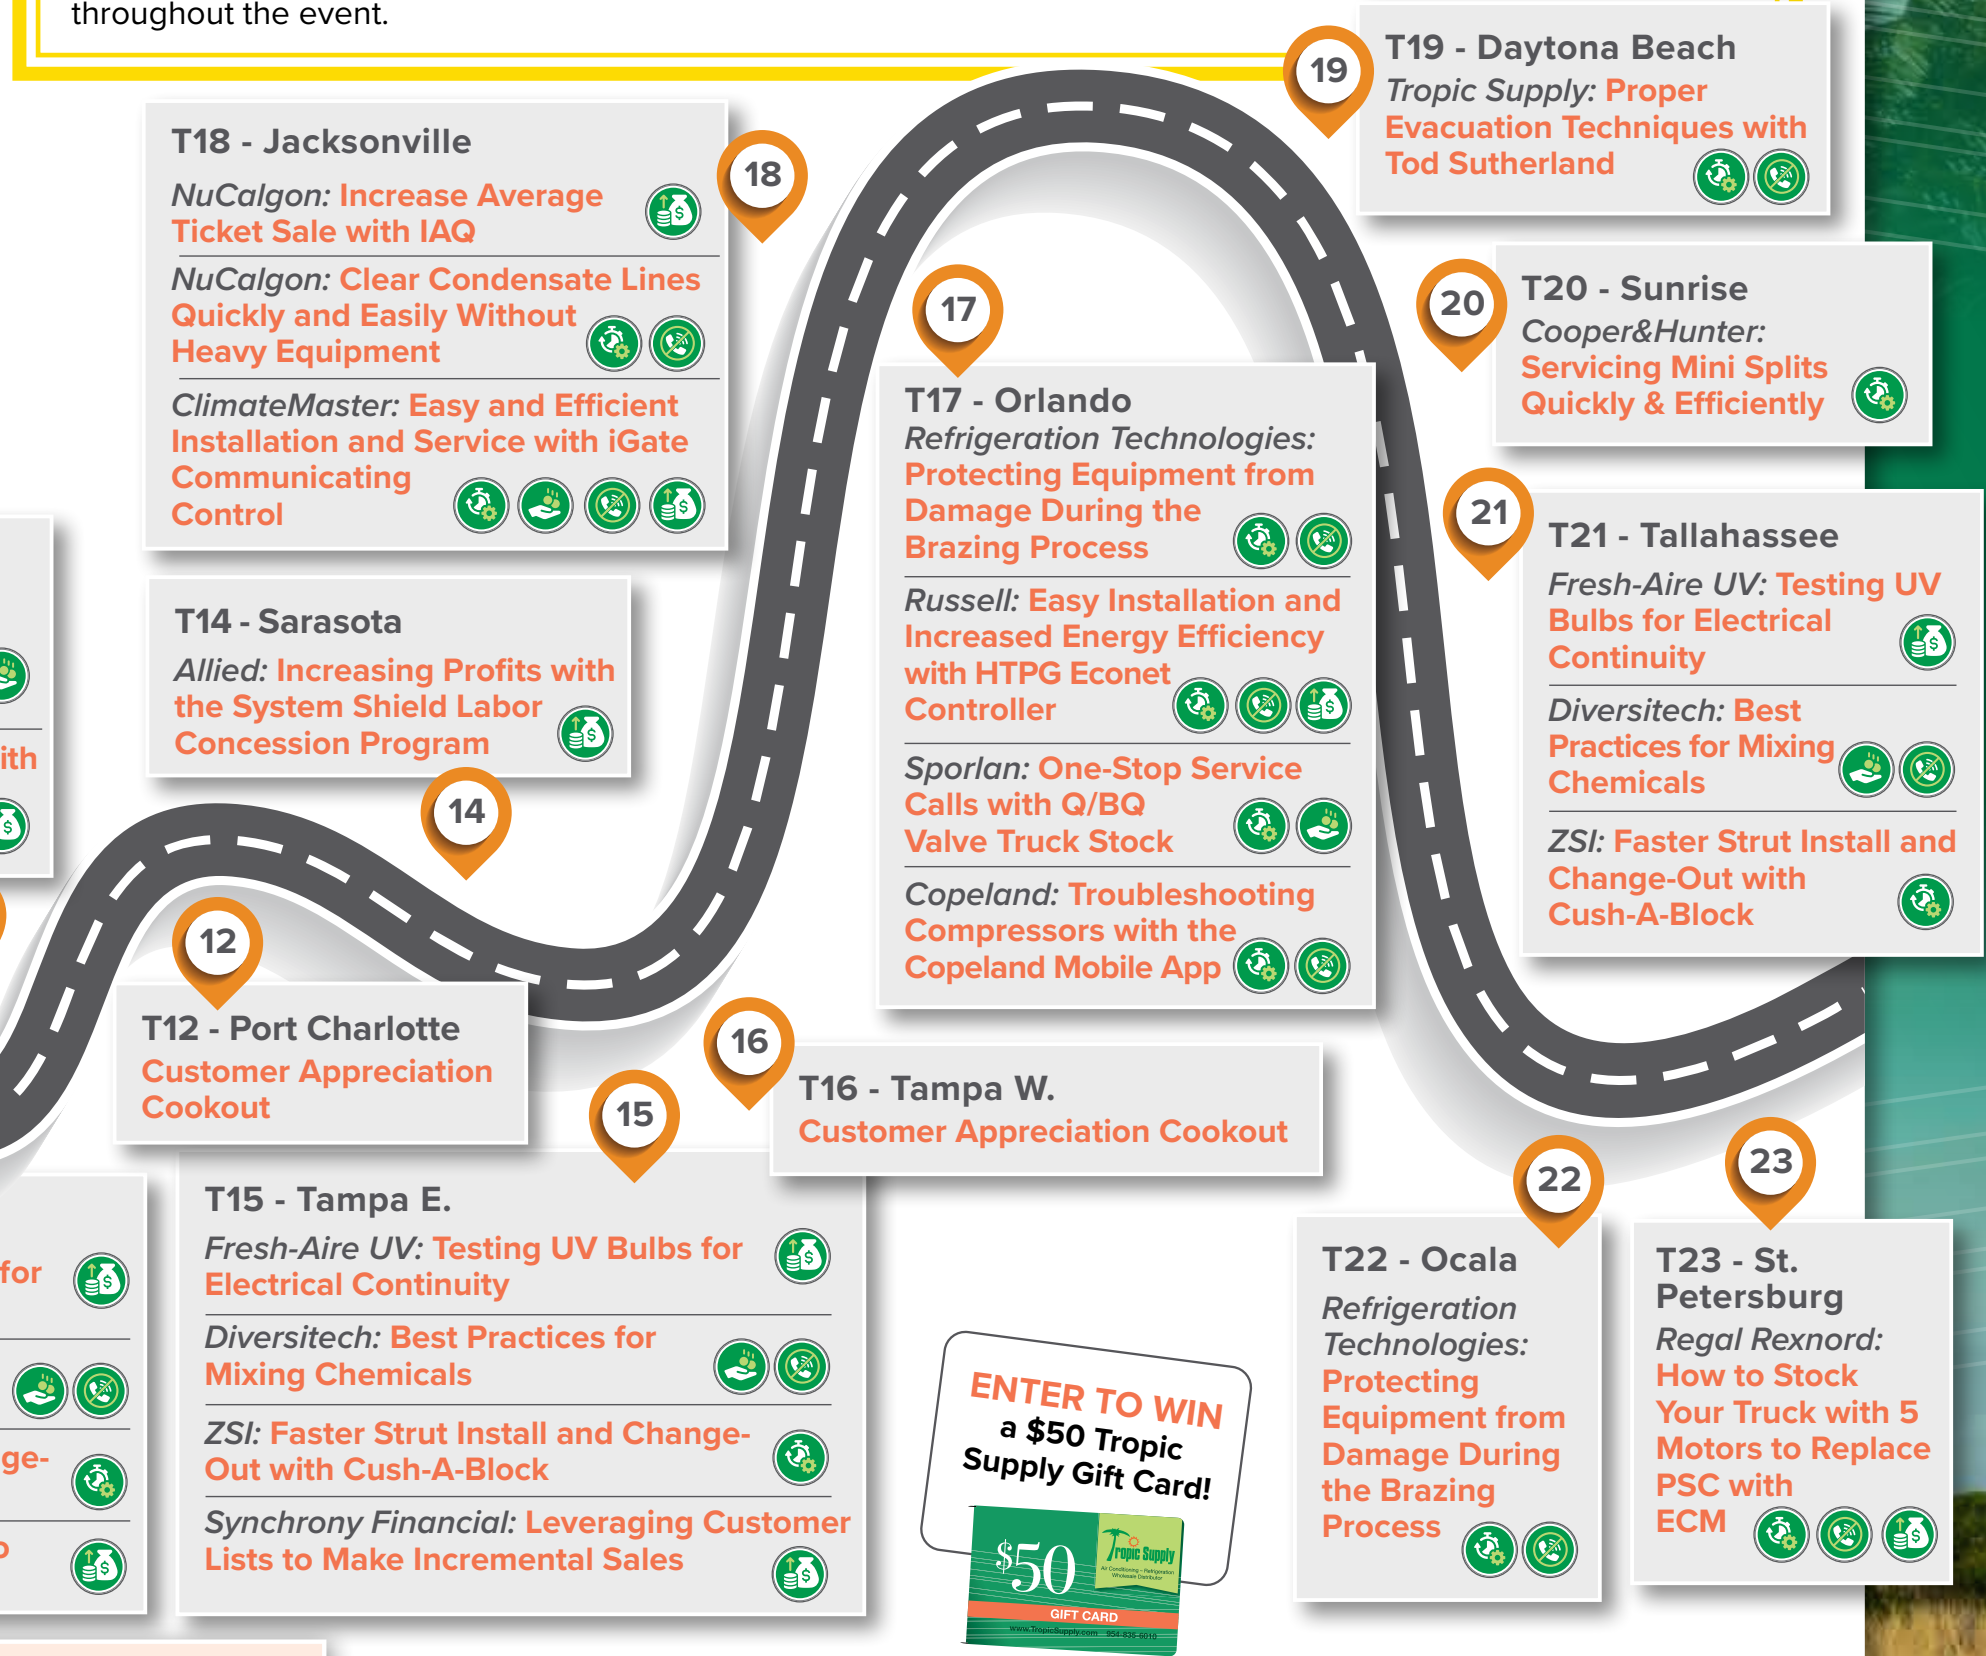 throughout the event.
19
T19 - Daytona Beach
Tropic Supply: Proper
Evacuation Techniques with
Tod Sutherland
T18 - Jacksonville
NuCalgon: Increase Average
Ticket Sale with IAQ
NuCalgon: Clear Condensate Lines
Quickly and Easily Without
Heavy Equipment
ClimateMaster: Easy and Efficient
Installation and Service with iGate
Communicating
Control
18
20
T20 - Sunrise
Cooper&Hunter:
Servicing Mini Splits
Quickly & Efficiently
17
T17 - Orlando
Refrigeration Technologies:
Protecting Equipment from
Damage During the
Brazing Process
Russell: Easy Installation and
Increased Energy Efficiency
with HTPG Econet
Controller
Sporlan: One-Stop Service
Calls with Q/BQ
Valve Truck Stock
Copeland: Troubleshooting
Compressors with the
Copeland Mobile App
21
T21 - Tallahassee
Fresh-Aire UV: Testing UV
Bulbs for Electrical
Continuity
Diversitech: Best
Practices for Mixing
Chemicals
ZSI: Faster Strut Install and
Change-Out with
Cush-A-Block
T14 - Sarasota
Allied: Increasing Profits with
the System Shield Labor
Concession Program
14
ith
12
T12 - Port Charlotte
Customer Appreciation
Cookout
16
T16 - Tampa W.
Customer Appreciation Cookout
15
T15 - Tampa E.
Fresh-Aire UV: Testing UV Bulbs for
Electrical Continuity
Diversitech: Best Practices for
Mixing Chemicals
ZSI: Faster Strut Install and Change-
Out with Cush-A-Block
Synchrony Financial: Leveraging Customer
Lists to Make Incremental Sales
for
ge-
22
T22 - Ocala
Refrigeration
Technologies:
Protecting
Equipment from
Damage During
the Brazing
Process
23
T23 - St.
Petersburg
Regal Rexnord:
How to Stock
Your Truck with 5
Motors to Replace
PSC with
ECM
ENTER TO WIN
a $50 Tropic
Supply Gift Card!
$50
Tropic Supply
Air Conditioning - Refrigeration
Wholesale Distributor
GIFT CARD
www.TropicSupply.com 954-835-6010